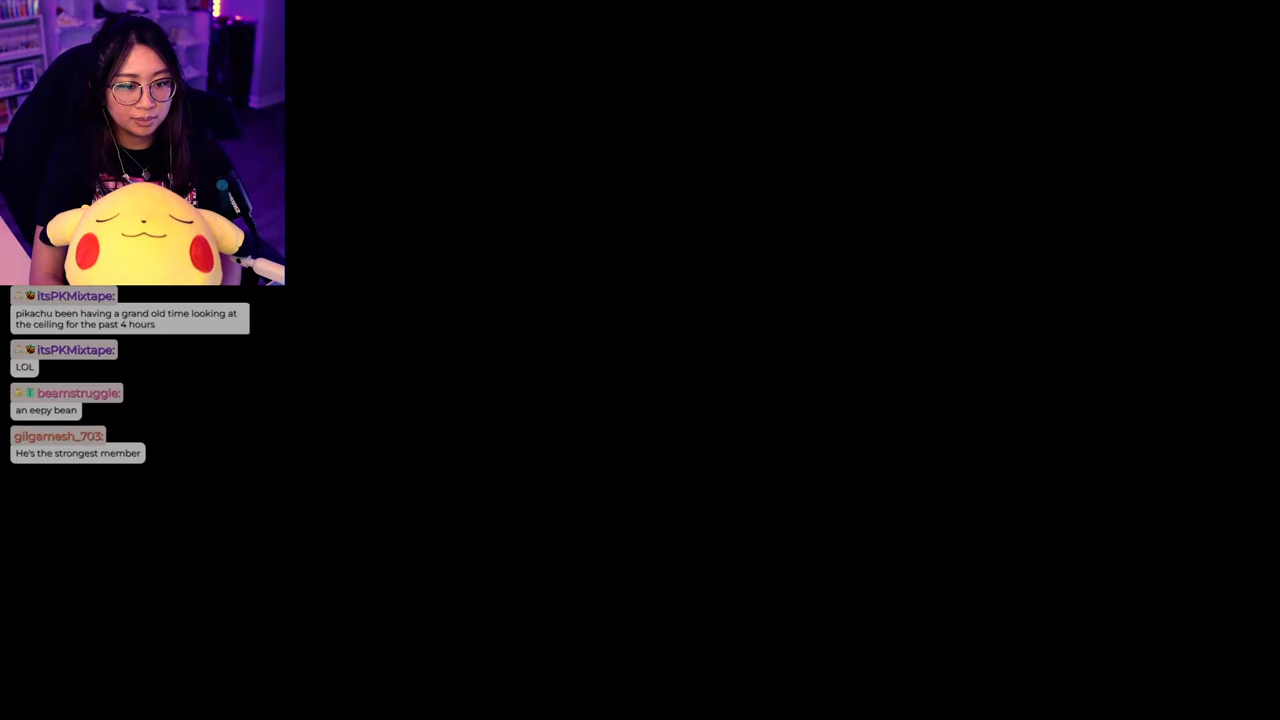 itsPKMixtape:
pikachu been having a grand old time looking at
the ceiling for the past 4 hours
itsPKMixtape:
LOL
bearnstruggle:
an eepy bean
gilgamesh_703:
He's the strongest member